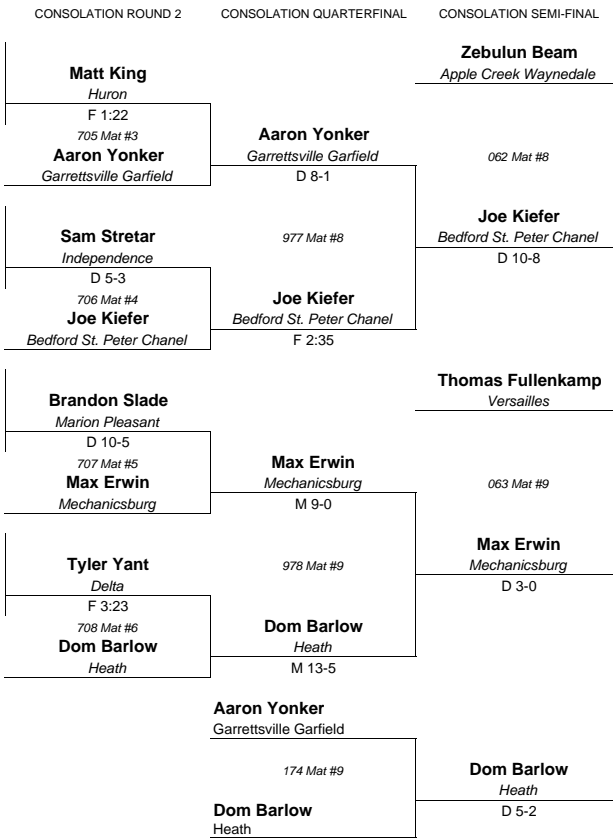 CONSOLATION ROUND 2
CONSOLATION QUARTERFINAL
CONSOLATION SEMI-FINAL
Zebulun Beam
Apple Creek Waynedale
Matt King
Huron
F 1:22
705 Mat #3
Aaron Yonker
Garrettsville Garfield
Aaron Yonker
Garrettsville Garfield
D 8-1
062 Mat #8
Sam Stretar
Independence
D 5-3
706 Mat #4
Joe Kiefer
Bedford St. Peter Chanel
977 Mat #8
Joe Kiefer
Bedford St. Peter Chanel
F 2:35
Joe Kiefer
Bedford St. Peter Chanel
D 10-8
Thomas Fullenkamp
Versailles
Brandon Slade
Marion Pleasant
D 10-5
707 Mat #5
Max Erwin
Mechanicsburg
Max Erwin
Mechanicsburg
M 9-0
063 Mat #9
Tyler Yant
Delta
F 3:23
708 Mat #6
Dom Barlow
Heath
978 Mat #9
Dom Barlow
Heath
M 13-5
Max Erwin
Mechanicsburg
D 3-0
Aaron Yonker
Garrettsville Garfield
174 Mat #9
Dom Barlow
Heath
Dom Barlow
Heath
D 5-2